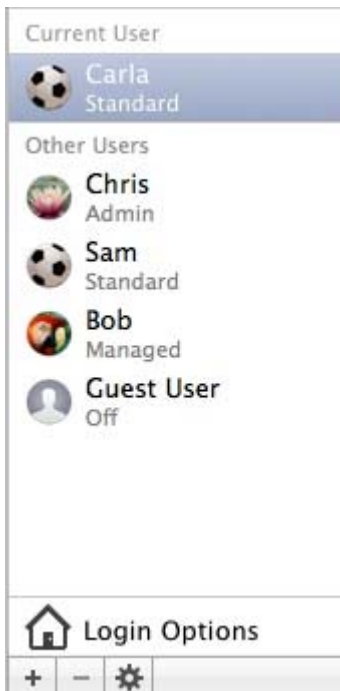 Current User
Carla
Standard
Other Users
Chris
Admin
Sam
Standard
Bob
Managed
Guest User
Off
Login Options
+ −